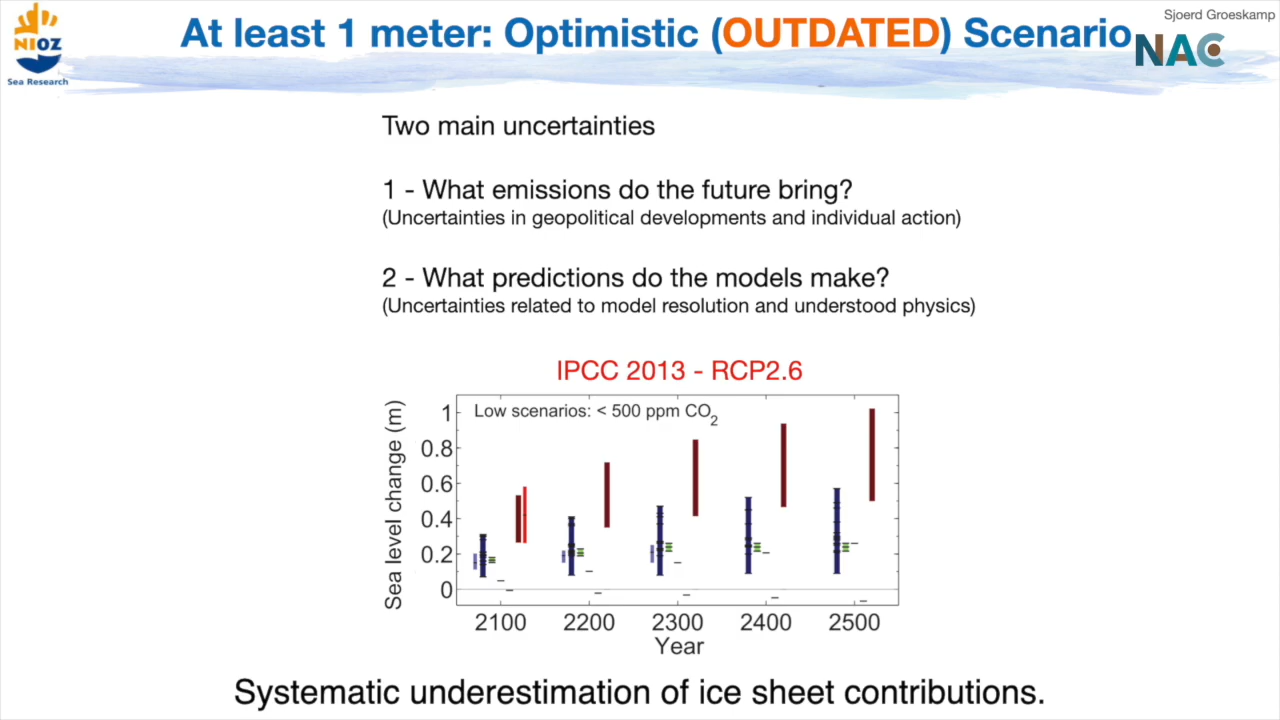 Sjoerd Groeskamp
NIOZ
Sea Research
At least 1 meter: Optimistic (OUTDATED) Scenario
NAC
Two main uncertainties
1 - What emissions do the future bring?
(Uncertainties in geopolitical developments and individual action)
2 - What predictions do the models make?
(Uncertainties related to model resolution and understood physics)
IPCC 2013 - RCP2.6
Low scenarios: < 500 ppm CO2
Sea level change (m)
1
0.8
0.6
0.4
0.2
0
2100 2200 2300 2400 2500
Year
Systematic underestimation of ice sheet contributions.